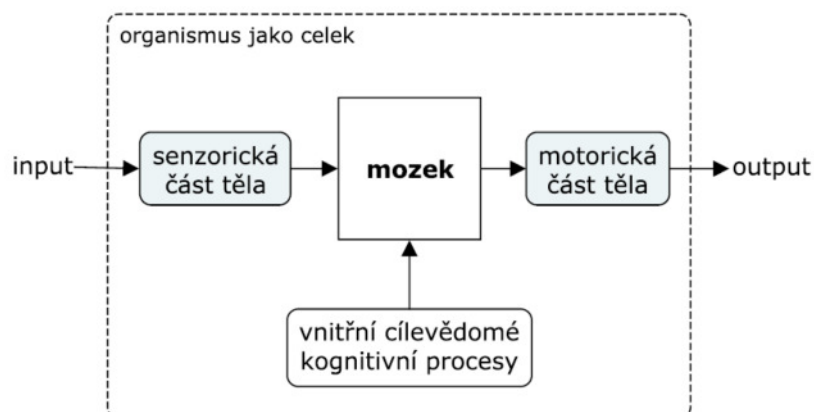 organismus jako celek
input
senzorická
část těla
mozek
motorická
část těla
output
vnitřní cílevědomé
kognitivní procesy